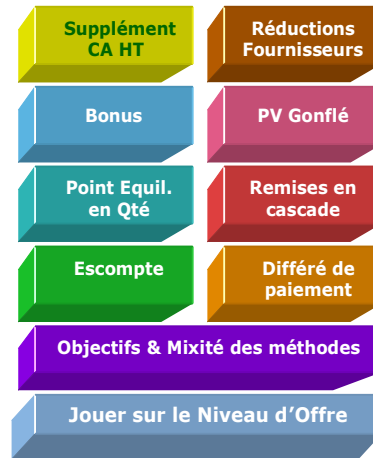 Supplément
CA HT
Réductions
Fournisseurs
Bonus
PV Gonflé
Point Equil.
en Qté
Remises en
cascade
Escompte
Différé de
paiement
Objectifs & Mixité des méthodes
Jouer sur le Niveau d’Offre